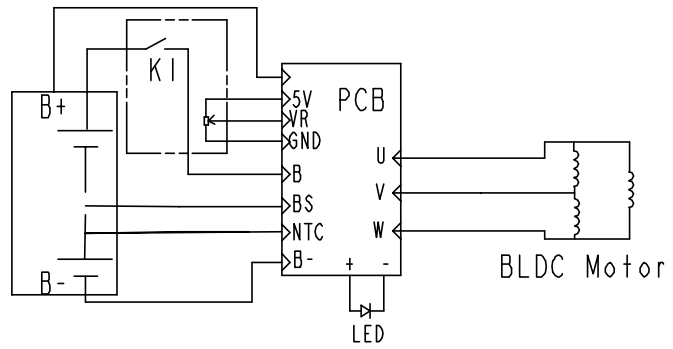 K1
B+
5V
VR
GND
PCB
B
BS
NTC
B-
B-
U
V
W
+ -
BLDC Motor
LED